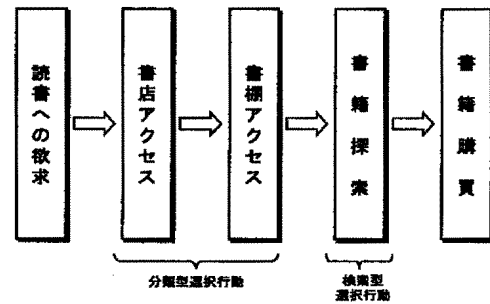 読書への欲求
書店アクセス
書棚アクセス
書籍探索
書籍購買
分類型選択行動
検索型
選択行動